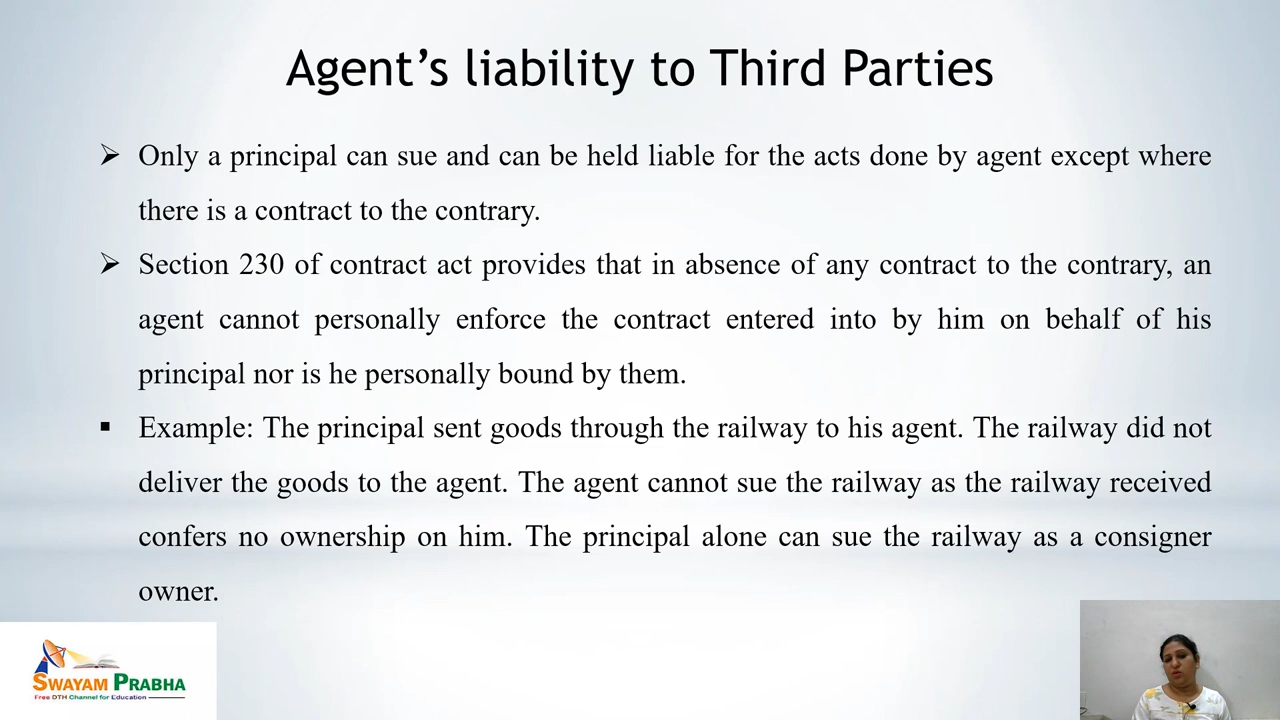 Agent’s liability to Third Parties
➢ Only a principal can sue and can be held liable for the acts done by agent except where
there is a contract to the contrary.
➢ Section 230 of contract act provides that in absence of any contract to the contrary, an
agent cannot personally enforce the contract entered into by him on behalf of his
principal nor is he personally bound by them.
▪ Example: The principal sent goods through the railway to his agent. The railway did not
deliver the goods to the agent. The agent cannot sue the railway as the railway received
confers no ownership on him. The principal alone can sue the railway as a consigner
owner.
SWAYAM PRABHA
Free DTH Channel for Education